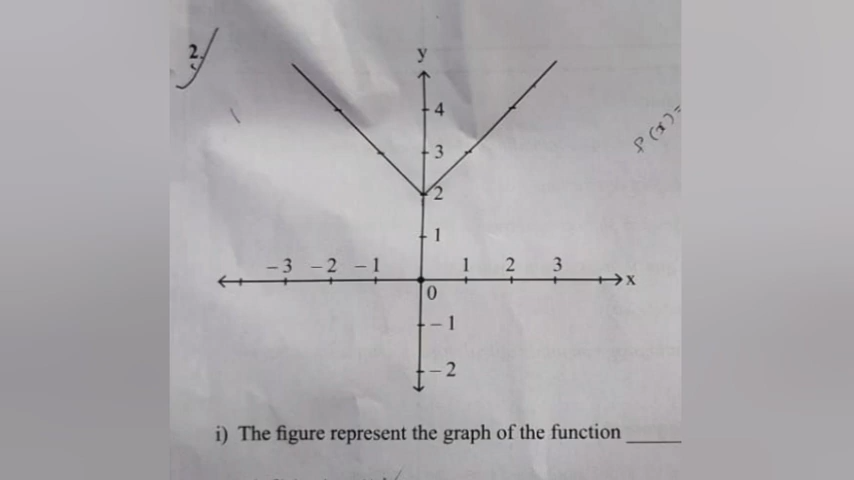 2.
y
4
3
2
1
– 3 – 2 – 1 1 2 3 x
0
– 1
– 2
f(x)=
i) The figure represent the graph of the function ______